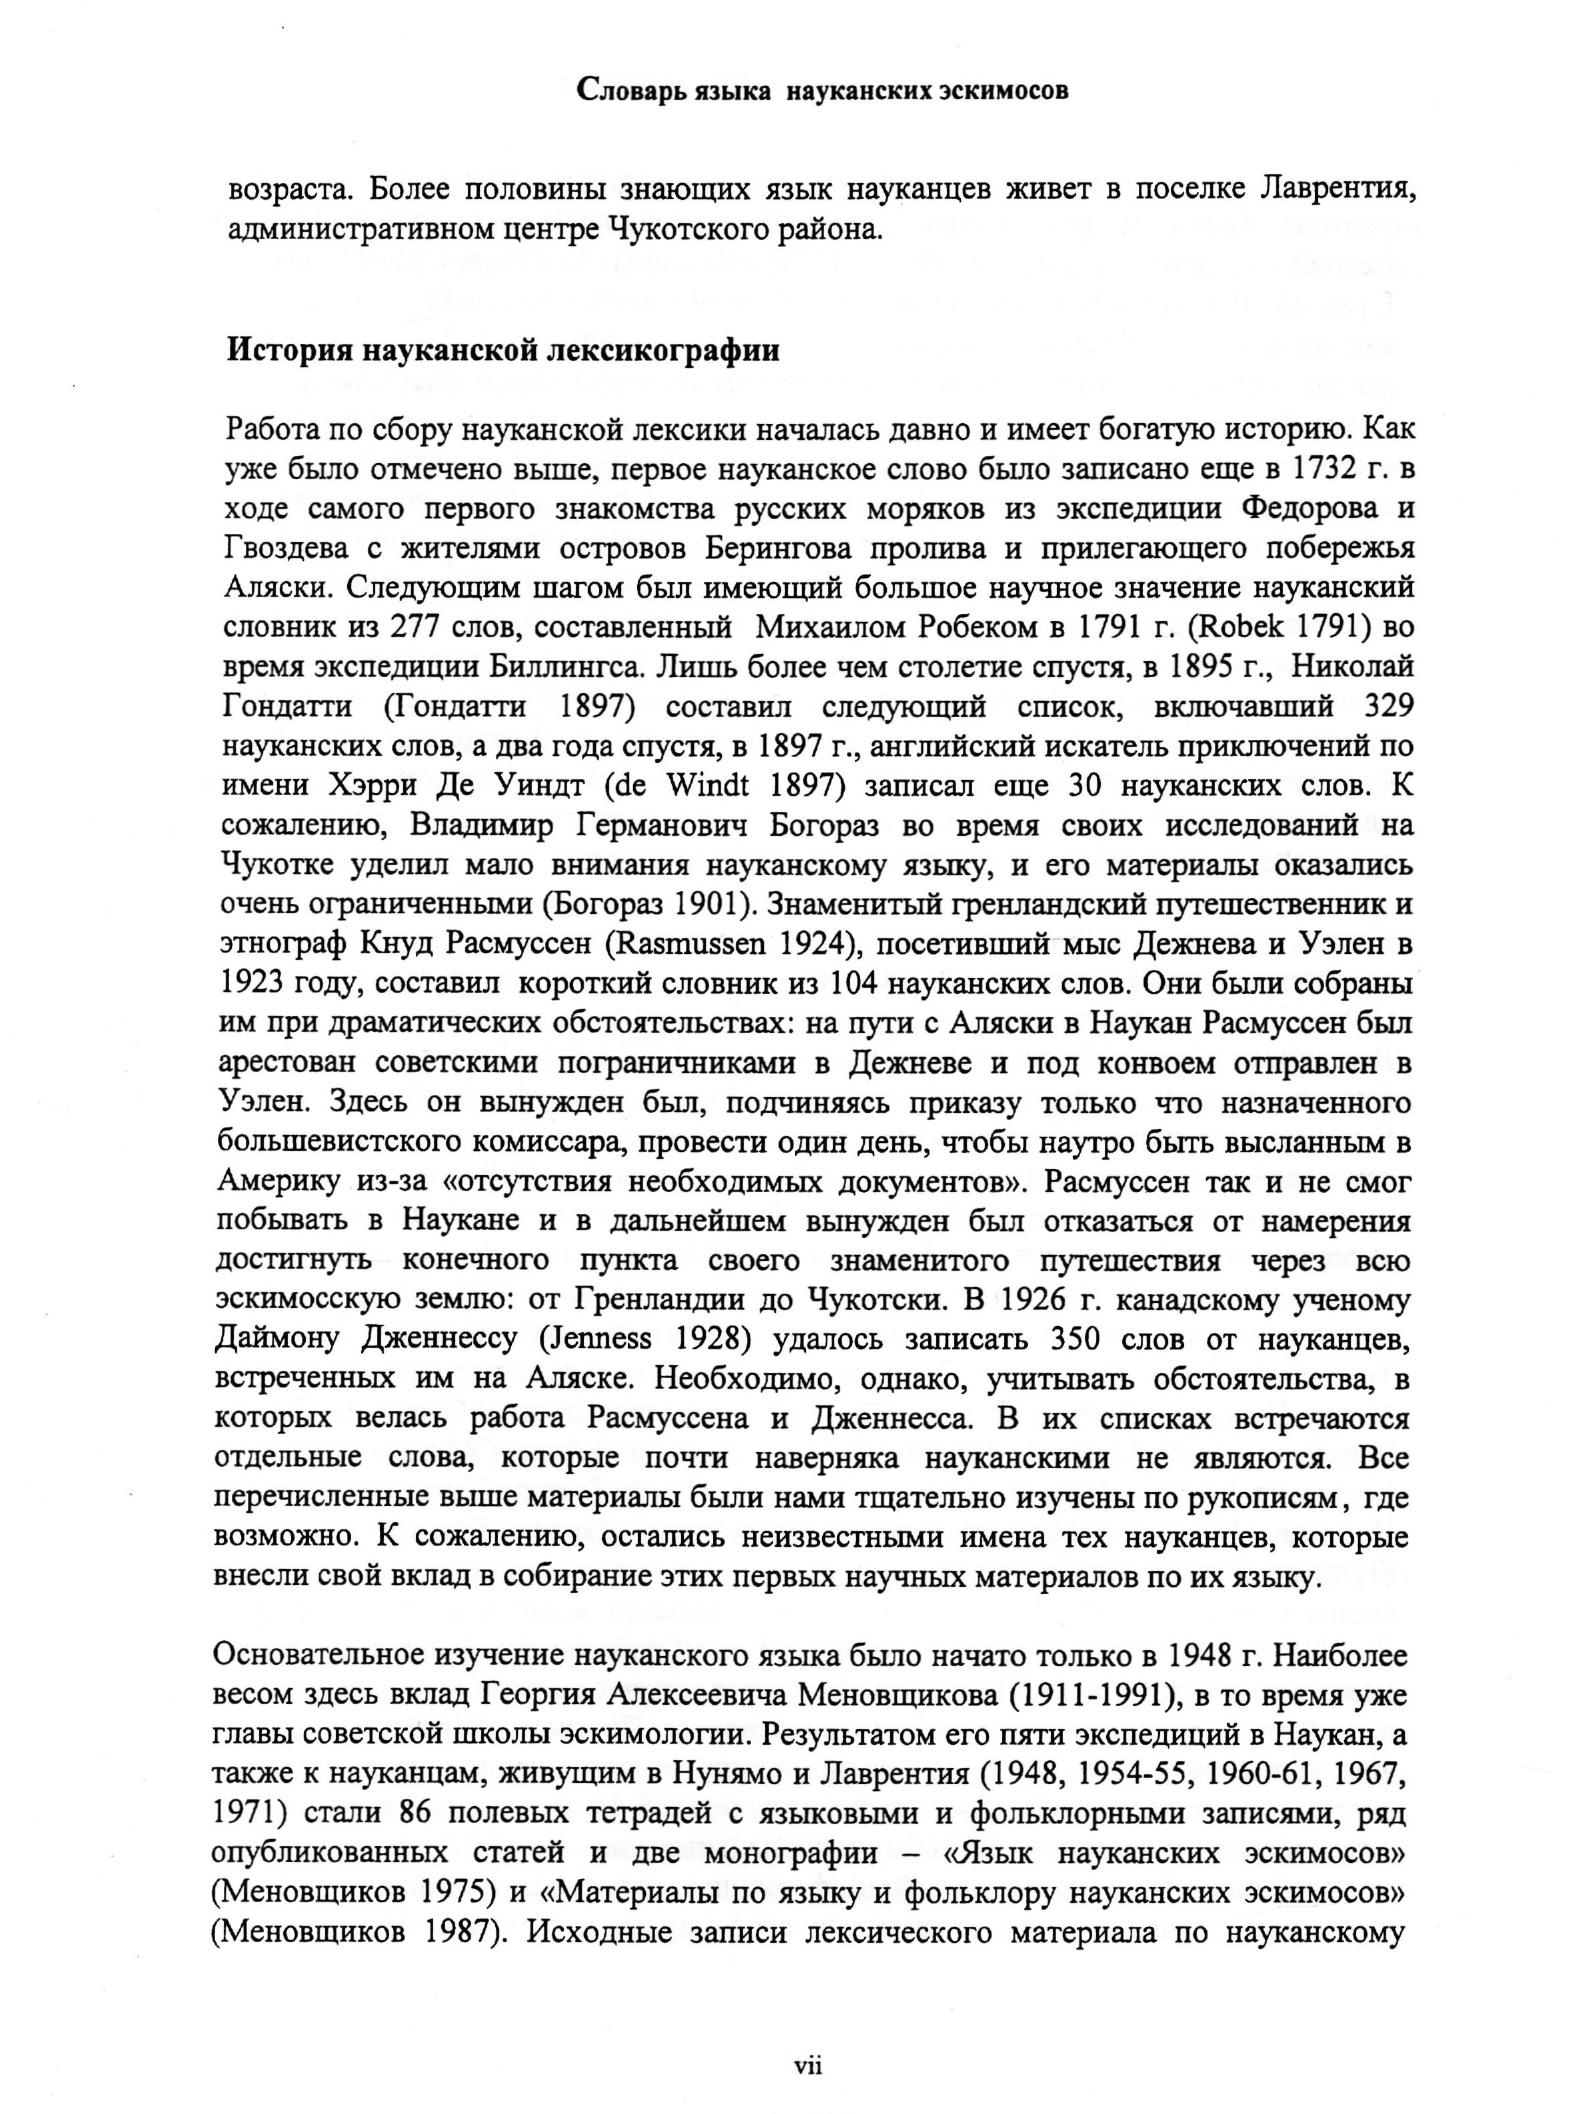 Словарь языка науканских эскимосов
возраста. Более половины знающих язык науканцев живет в поселке Лаврентия,
административном центре Чукотского района.
История науканской лексикографии
Работа по сбору науканской лексики началась давно и имеет богатую историю. Как
уже было отмечено выше, первое науканское слово было записано еще в 1732 г. в
ходе самого первого знакомства русских моряков из экспедиции Федорова и
Гвоздева с жителями островов Берингова пролива и прилегающего побережья
Аляски. Следующим шагом был имеющий большое научное значение науканский
словник из 277 слов, составленный Михаилом Робеком в 1791 г. (Robek 1791) во
время экспедиции Биллингса. Лишь более чем столетие спустя, в 1895 г., Николай
Гондатти (Гондатти 1897) составил следующий список, включавший 329
науканских слов, а два года спустя, в 1897 г., английский искатель приключений по
имени Хэрри Де Уиндт (de Windt 1897) записал еще 30 науканских слов. К
сожалению, Владимир Германович Богораз во время своих исследований на
Чукотке уделил мало внимания науканскому языку, и его материалы оказались
очень ограниченными (Богораз 1901). Знаменитый гренландский путешественник и
этнограф Кнуд Расмуссен (Rasmussen 1924), посетивший мыс Дежнева и Уэлен в
1923 году, составил короткий словник из 104 науканских слов. Они были собраны
им при драматических обстоятельствах: на пути с Аляски в Наукан Расмуссен был
арестован советскими пограничниками в Дежневе и под конвоем отправлен в
Уэлен. Здесь он вынужден был, подчиняясь приказу только что назначенного
большевистского комиссара, провести один день, чтобы наутро быть высланным в
Америку из-за «отсутствия необходимых документов». Расмуссен так и не смог
побывать в Наукане и в дальнейшем вынужден был отказаться от намерения
достигнуть конечного пункта своего знаменитого путешествия через всю
эскимосскую землю: от Гренландии до Чукотски. В 1926 г. канадскому ученому
Даймону Дженнессу (Jenness 1928) удалось записать 350 слов от науканцев,
встреченных им на Аляске. Необходимо, однако, учитывать обстоятельства, в
которых велась работа Расмуссена и Дженнесса. В их списках встречаются
отдельные слова, которые почти наверняка науканскими не являются. Все
перечисленные выше материалы были нами тщательно изучены по рукописям, где
возможно. К сожалению, остались неизвестными имена тех науканцев, которые
внесли свой вклад в собирание этих первых научных материалов по их языку.
Основательное изучение науканского языка было начато только в 1948 г. Наиболее
весом здесь вклад Георгия Алексеевича Меновщикова (1911-1991), в то время уже
главы советской школы эскимологии. Результатом его пяти экспедиций в Наукан, а
также к науканцам, живущим в Нунямо и Лаврентия (1948, 1954-55, 1960-61, 1967,
1971) стали 86 полевых тетрадей с языковыми и фольклорными записями, ряд
опубликованных статей и две монографии – «Язык науканских эскимосов»
(Меновщиков 1975) и «Материалы по языку и фольклору науканских эскимосов»
(Меновщиков 1987). Исходные записи лексического материала по науканскому
vii